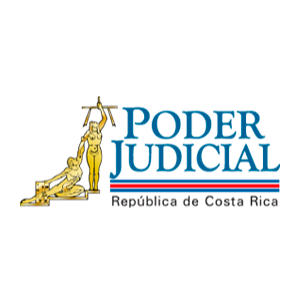 PODER
JUDICIAL
República de Costa Rica